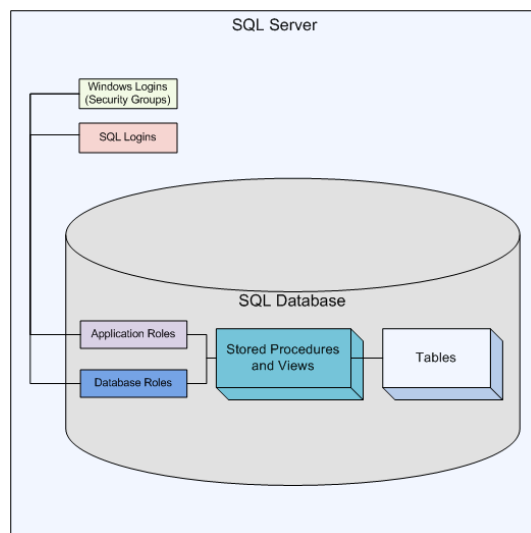 SQL Server
Windows Logins
(Security Groups)
SQL Logins
SQL Database
Application Roles
Database Roles
Stored Procedures
and Views
Tables